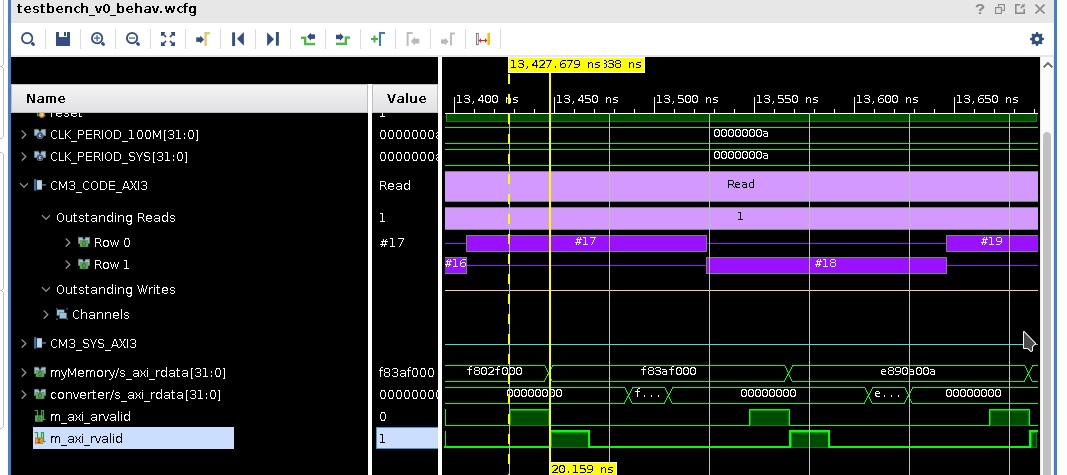 testbench_v0_behav.wcfg
13,427.679 ns 338 ns
Name Value
13,400 ns 13,450 ns 13,500 ns 13,550 ns 13,600 ns 13,650 ns
reset 1
CLK_PERIOD_100M[31:0] 0000000a 0000000a
CLK_PERIOD_SYS[31:0] 0000000a 0000000a
CM3_CODE_AXI3 Read Read
Outstanding Reads 1 1
Row 0 #17 #17 #19
Row 1 #16 #18
Outstanding Writes
Channels
CM3_SYS_AXI3
myMemory/s_axi_rdata[31:0] f83af000 f802f000 f83af000 e890a00a
converter/s_axi_rdata[31:0] 00000000 00000000 f... 00000000 e... 00000000
m_axi_arvalid 0
m_axi_rvalid 1
20.159 ns